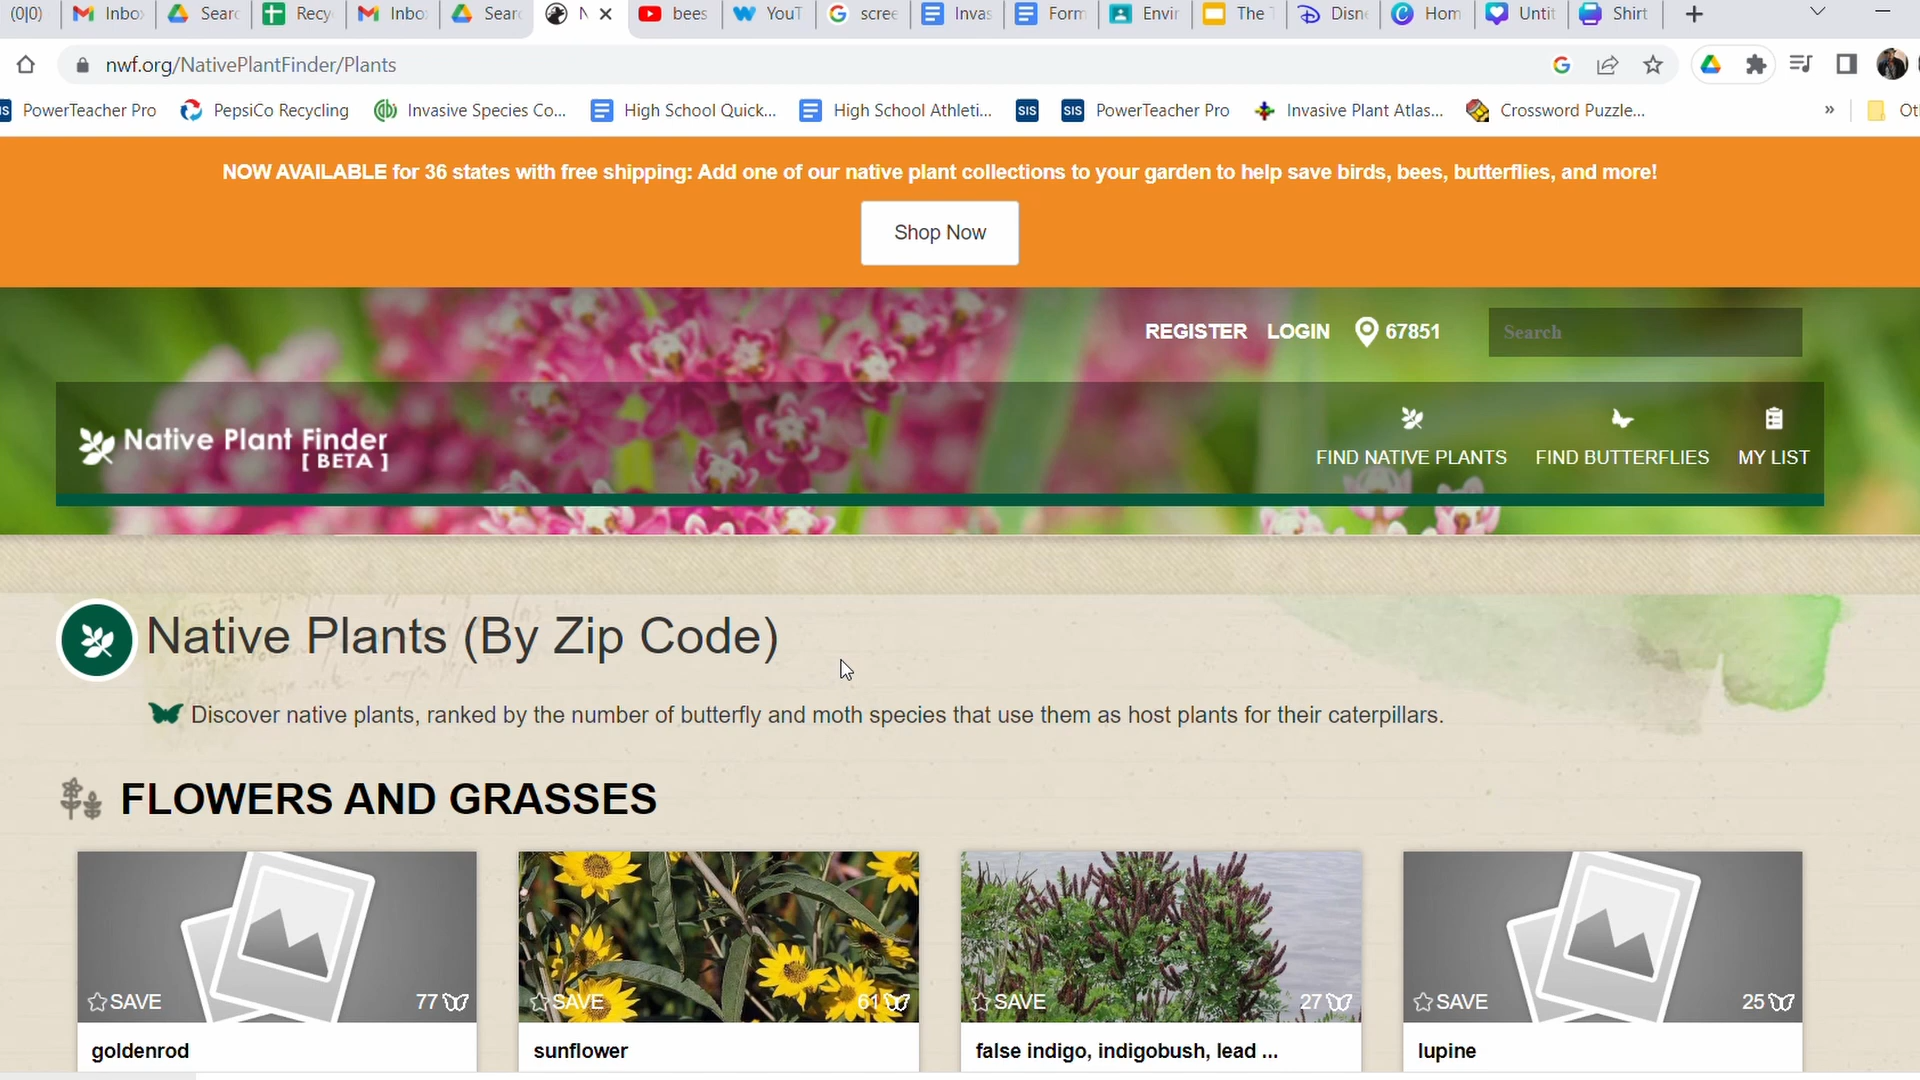 (0|0) Inbo Searc Recy Inbo Searc N bees YouT scree Invas Form Envir The T Disne Hom Untit Shirt
nwf.org/NativePlantFinder/Plants
PowerTeacher Pro PepsiCo Recycling Invasive Species Co... High School Quick... High School Athleti... SIS SIS PowerTeacher Pro Invasive Plant Atlas... Crossword Puzzle... » Ot
NOW AVAILABLE for 36 states with free shipping: Add one of our native plant collections to your garden to help save birds, bees, butterflies, and more!
Shop Now
REGISTER LOGIN 67851 Search
Native Plant Finder
[ BETA ]
FIND NATIVE PLANTS FIND BUTTERFLIES MY LIST
Native Plants (By Zip Code)
Discover native plants, ranked by the number of butterfly and moth species that use them as host plants for their caterpillars.
FLOWERS AND GRASSES
SAVE 77 SAVE 61 SAVE 27 SAVE 25
goldenrod sunflower false indigo, indigobush, lead ... lupine